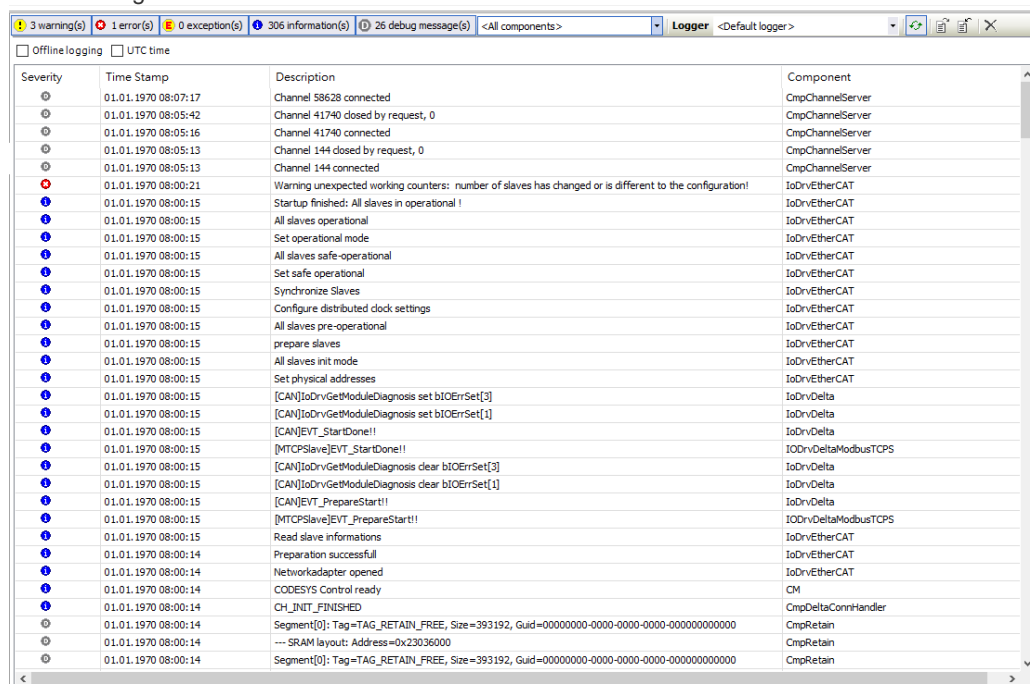 3 warning(s) 1 error(s) E 0 exception(s) 306 information(s) D 26 debug message(s) <All components> Logger <Default logger>
Offline logging UTC time
Severity Time Stamp Description Component
01.01.1970 08:07:17 Channel 58628 connected CmpChannelServer
01.01.1970 08:05:42 Channel 41740 closed by request, 0 CmpChannelServer
01.01.1970 08:05:16 Channel 41740 connected CmpChannelServer
01.01.1970 08:05:13 Channel 144 closed by request, 0 CmpChannelServer
01.01.1970 08:05:13 Channel 144 connected CmpChannelServer
01.01.1970 08:00:21 Warning unexpected working counters: number of slaves has changed or is different to the configuration! IoDrvEtherCAT
01.01.1970 08:00:15 Startup finished: All slaves in operational ! IoDrvEtherCAT
01.01.1970 08:00:15 All slaves operational IoDrvEtherCAT
01.01.1970 08:00:15 Set operational mode IoDrvEtherCAT
01.01.1970 08:00:15 All slaves safe-operational IoDrvEtherCAT
01.01.1970 08:00:15 Set safe operational IoDrvEtherCAT
01.01.1970 08:00:15 Synchronize Slaves IoDrvEtherCAT
01.01.1970 08:00:15 Configure distributed clock settings IoDrvEtherCAT
01.01.1970 08:00:15 All slaves pre-operational IoDrvEtherCAT
01.01.1970 08:00:15 prepare slaves IoDrvEtherCAT
01.01.1970 08:00:15 All slaves init mode IoDrvEtherCAT
01.01.1970 08:00:15 Set physical addresses IoDrvEtherCAT
01.01.1970 08:00:15 [CAN]IoDrvGetModuleDiagnosis set bIOErrSet[3] IoDrvDelta
01.01.1970 08:00:15 [CAN]IoDrvGetModuleDiagnosis set bIOErrSet[1] IoDrvDelta
01.01.1970 08:00:15 [CAN]EVT_StartDone!! IoDrvDelta
01.01.1970 08:00:15 [MTCPSlave]EVT_StartDone!! IODrvDeltaModbusTCPS
01.01.1970 08:00:15 [CAN]IoDrvGetModuleDiagnosis clear bIOErrSet[3] IoDrvDelta
01.01.1970 08:00:15 [CAN]IoDrvGetModuleDiagnosis clear bIOErrSet[1] IoDrvDelta
01.01.1970 08:00:15 [CAN]EVT_PrepareStart!! IoDrvDelta
01.01.1970 08:00:15 [MTCPSlave]EVT_PrepareStart!! IODrvDeltaModbusTCPS
01.01.1970 08:00:15 Read slave informations IoDrvEtherCAT
01.01.1970 08:00:14 Preparation successfull IoDrvEtherCAT
01.01.1970 08:00:14 Networkadapter opened IoDrvEtherCAT
01.01.1970 08:00:14 CODESYS Control ready CM
01.01.1970 08:00:14 CH_INIT_FINISHED CmpDeltaConnHandler
01.01.1970 08:00:14 Segment[0]: Tag=TAG_RETAIN_FREE, Size=393192, Guid=00000000-0000-0000-0000-000000000000 CmpRetain
01.01.1970 08:00:14 --- SRAM layout: Address=0x23036000 CmpRetain
01.01.1970 08:00:14 Segment[0]: Tag=TAG_RETAIN_FREE, Size=393192, Guid=00000000-0000-0000-0000-000000000000 CmpRetain